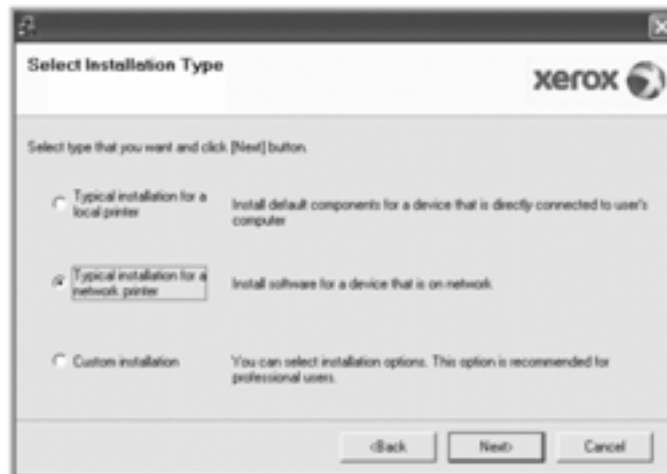 Select Installation Type
xerox
Select type that you want and click [Next] button.
Typical installation for a
local printer
Install default components for a device that is directly connected to user's
computer
Typical installation for a
network printer
Install software for a device that is on network.
Custom installation
You can select installation options. This option is recommended for
professional users.
<Back
Next>
Cancel